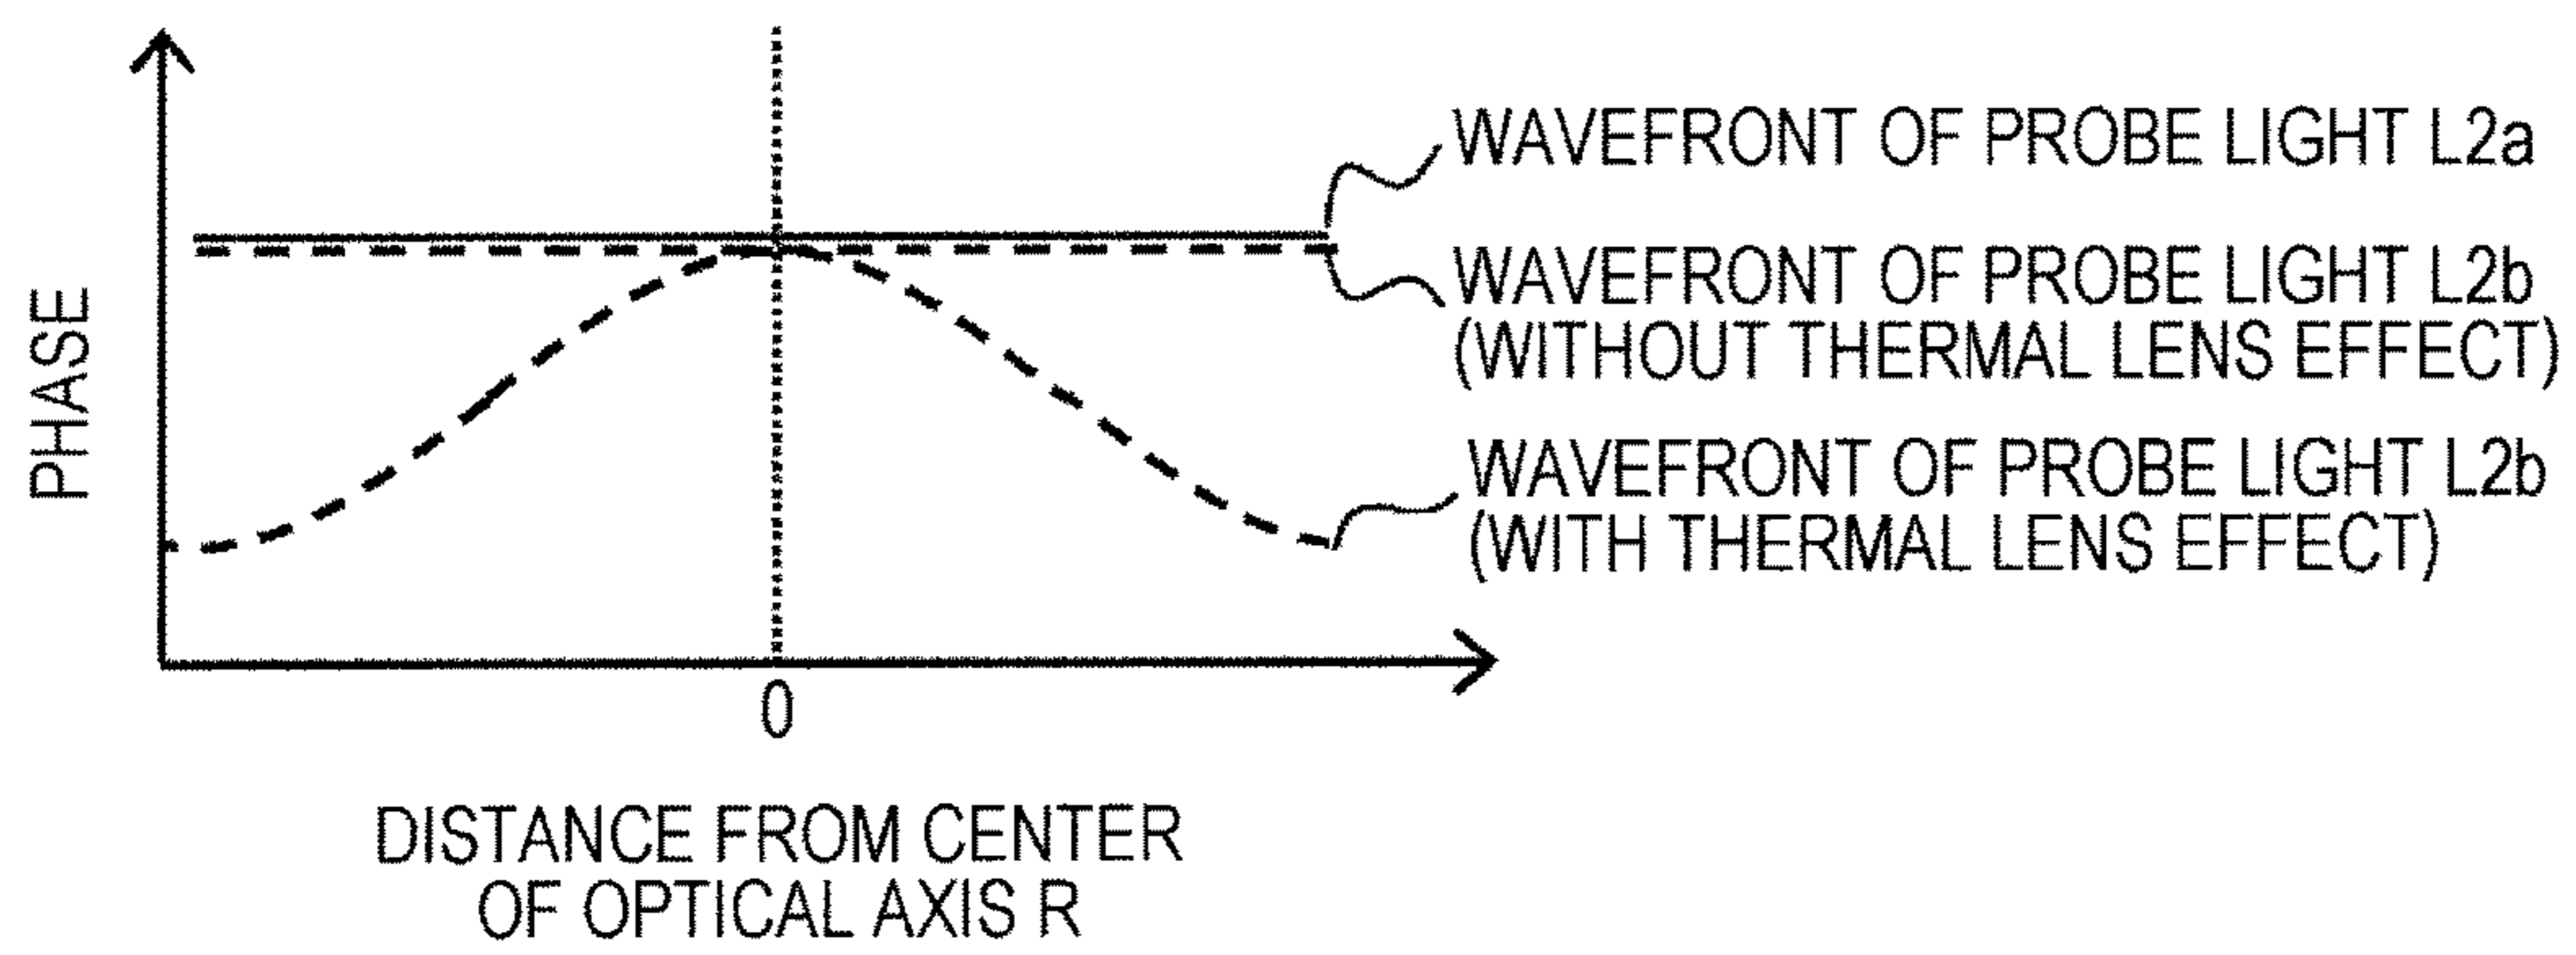 WAVEFRONT OF PROBE LIGHT L2a
WAVEFRONT OF PROBE LIGHT L2b
(WITHOUT THERMAL LENS EFFECT)
PHASE
WAVEFRONT OF PROBE LIGHT L2b
(WITH THERMAL LENS EFFECT)
0
DISTANCE FROM CENTER
OF OPTICAL AXIS R